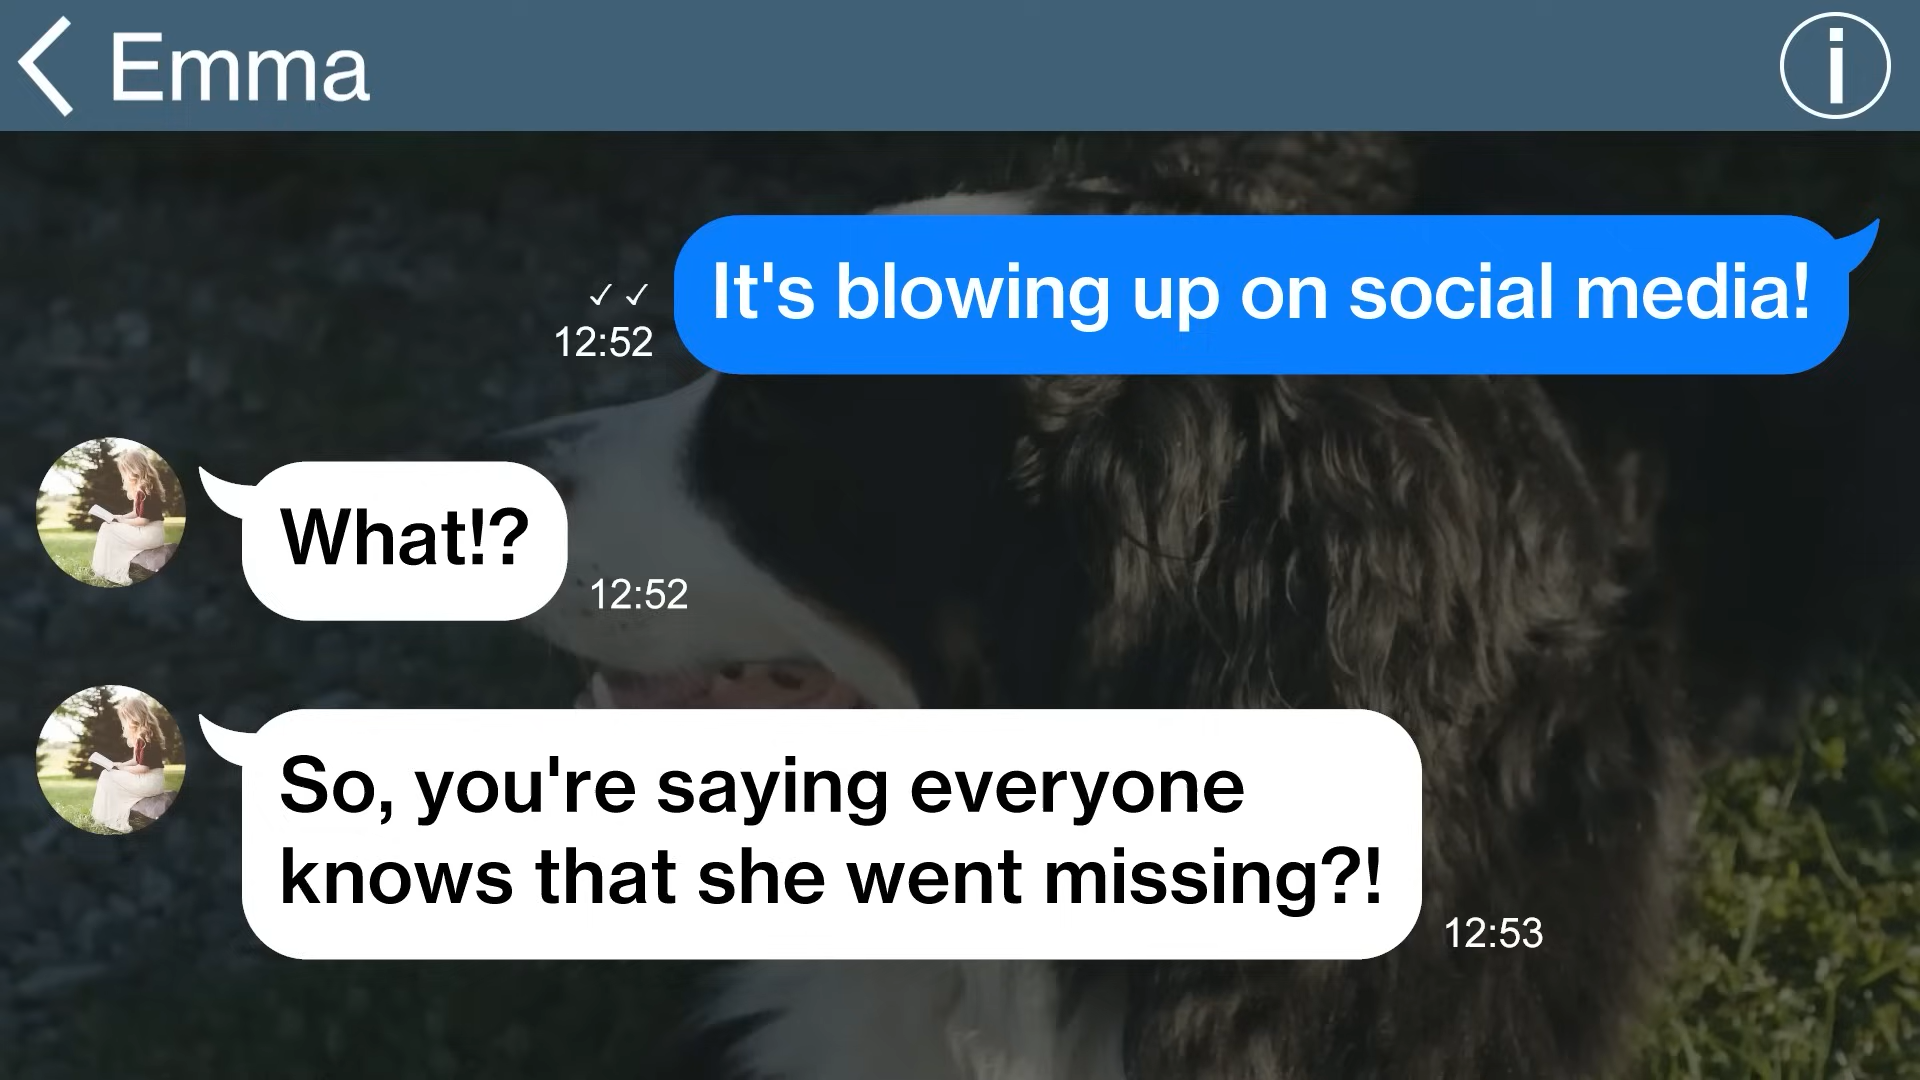 Emma
It's blowing up on social media!
12:52
What!?
12:52
So, you're saying everyone
knows that she went missing?!
12:53